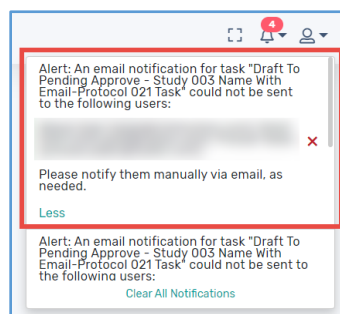 4
Alert: An email notification for task "Draft To
Pending Approve - Study 003 Name With
Email-Protocol 021 Task" could not be sent
to the following users:
Please notify them manually via email, as
needed.
Less
Alert: An email notification for task "Draft To
Pending Approve - Study 003 Name With
Email-Protocol 021 Task" could not be sent to
the following users:
Clear All Notifications